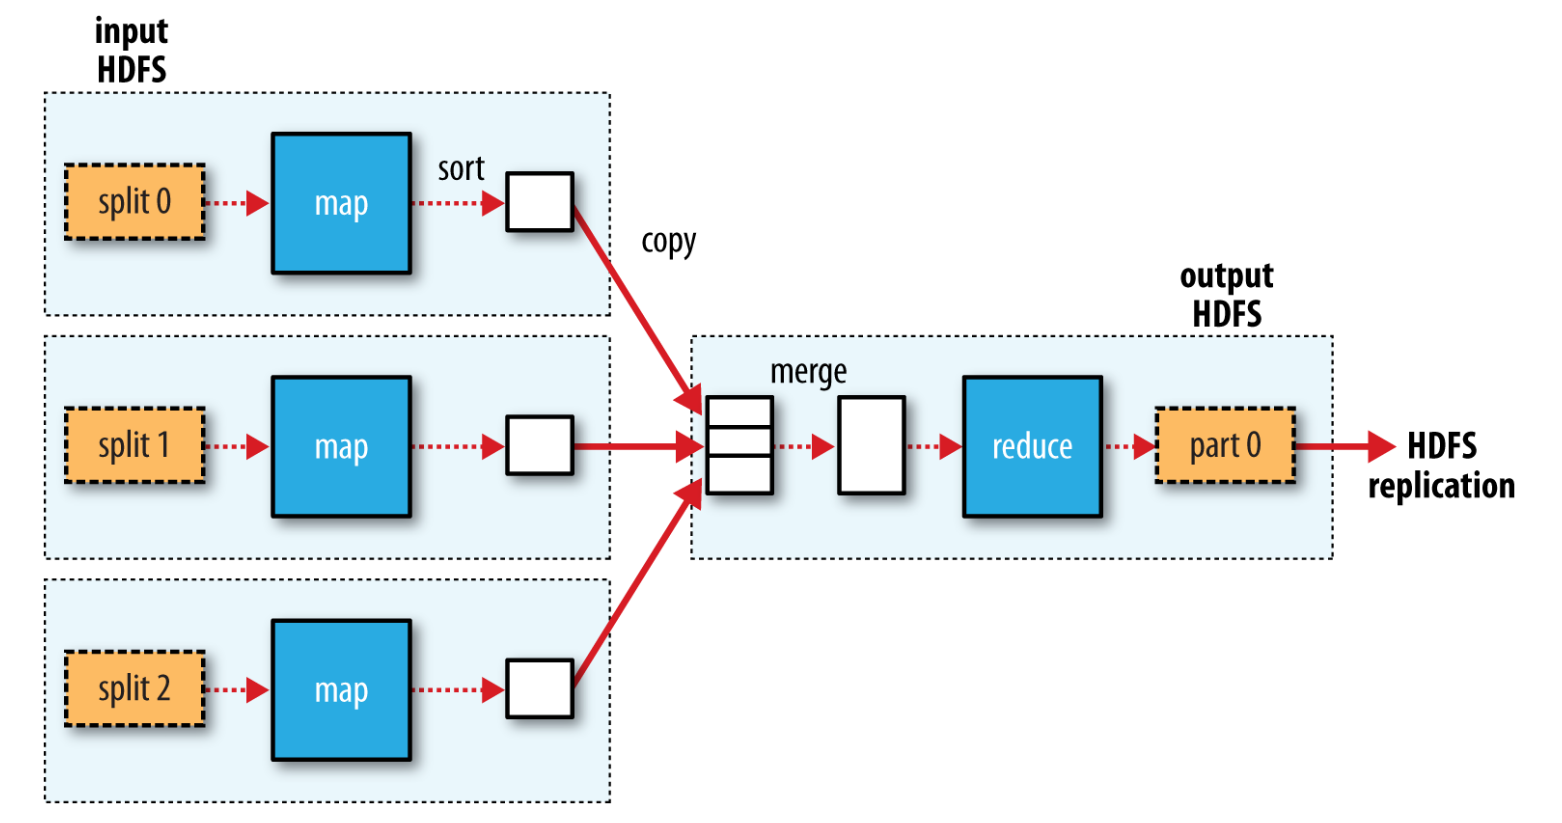 input
HDFS
split 0
map
sort
copy
split 1
map
split 2
map
merge
reduce
output
HDFS
part 0
HDFS
replication